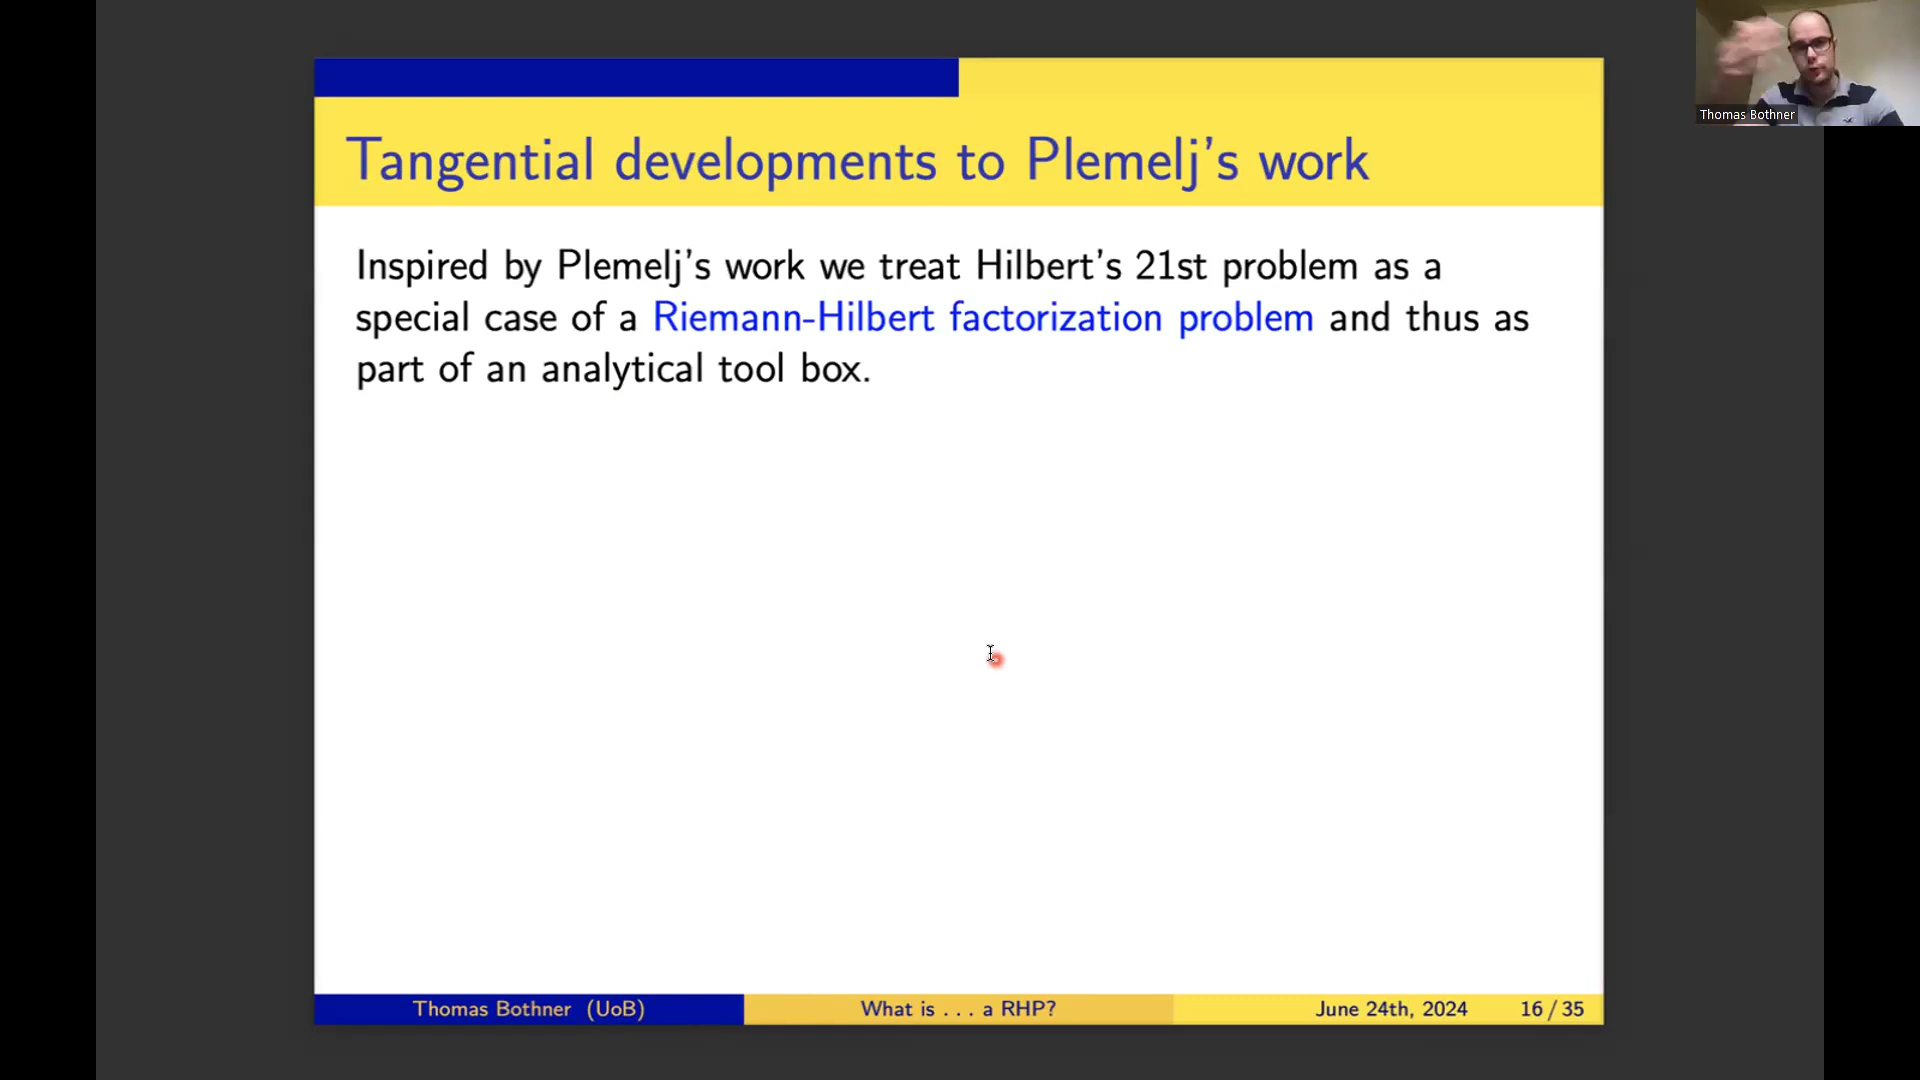 Thomas Bothner
Tangential developments to Plemelj's work
Inspired by Plemelj's work we treat Hilbert's 21st problem as a
special case of a Riemann-Hilbert factorization problem and thus as
part of an analytical tool box.
Thomas Bothner (UoB) What is . . . a RHP? June 24th, 2024 16 / 35